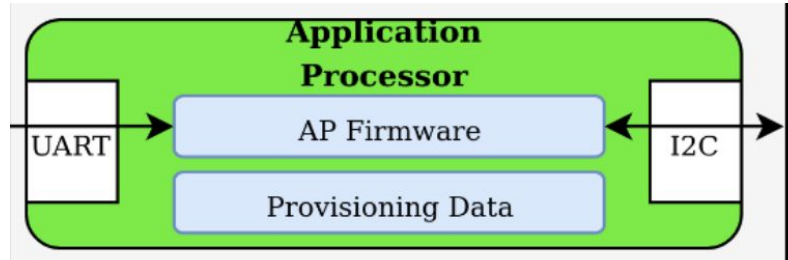 Application
Processor
UART
AP Firmware
I2C
Provisioning Data